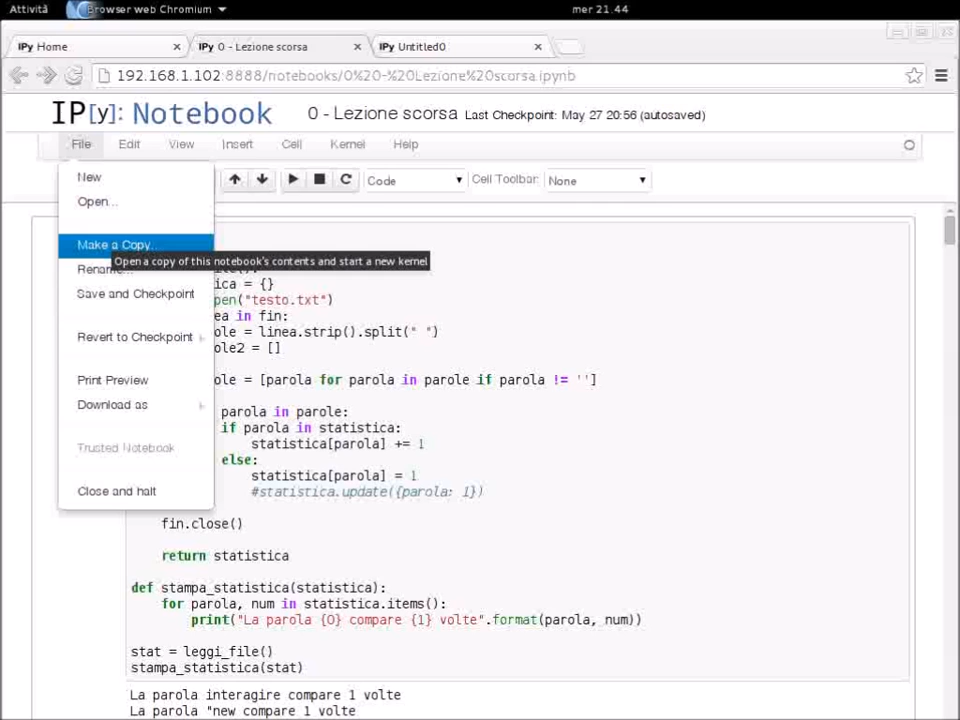 Attività Browser web Chromium mer 21.44
IPy Home IPy 0 - Lezione scorsa IPy Untitled0
192.168.1.102:8888/notebooks/0%20-%20Lezione%20scorsa.ipynb
IP[y]: Notebook 0 - Lezione scorsa Last Checkpoint: May 27 20:56 (autosaved)
File Edit View Insert Cell Kernel Help
New
Open...
Code Cell Toolbar: None
Make a Copy...
Open a copy of this notebook's contents and start a new kernel
Save and Checkpoint
Revert to Checkpoint
Print Preview
Download as
Trusted Notebook
Close and halt
ica = {}
pen("testo.txt")
ea in fin:
ole = linea.strip().split(" ")
ole2 = []
ole = [parola for parola in parole if parola != '']
parola in parole:
if parola in statistica:
statistica[parola] += 1
else:
statistica[parola] = 1
#statistica.update({parola: 1})
fin.close()
return statistica
def stampa_statistica(statistica):
for parola, num in statistica.items():
print("La parola {0} compare {1} volte".format(parola, num))
stat = leggi_file()
stampa_statistica(stat)
La parola interagire compare 1 volte
La parola "new compare 1 volte